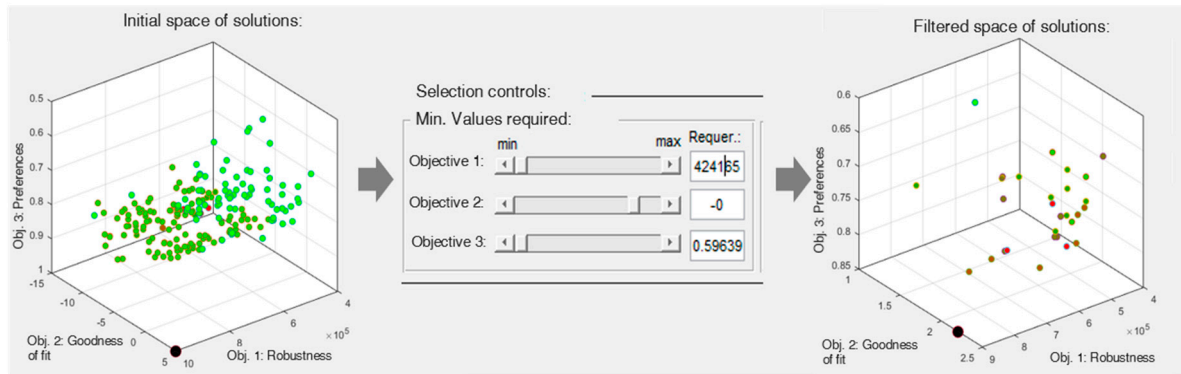 Initial space of solutions:
0.5
0.6
0.7
0.8
0.9
1
Obj. 3: Preferences
-15
-10
-5
0
5
Obj. 2: Goodness
of fit
10
8
6
4
×10⁵
Obj. 1: Robustness
Selection controls:
Min. Values required:
min
max
Requer.:
Objective 1:
424165
Objective 2:
-0
Objective 3:
0.59639
Filtered space of solutions:
0.6
0.65
0.7
0.75
0.8
0.85
Obj. 3: Preferences
1
1.5
2
2.5
Obj. 2: Goodness
of fit
9
8
7
6
5
4
×10⁵
Obj. 1: Robustness